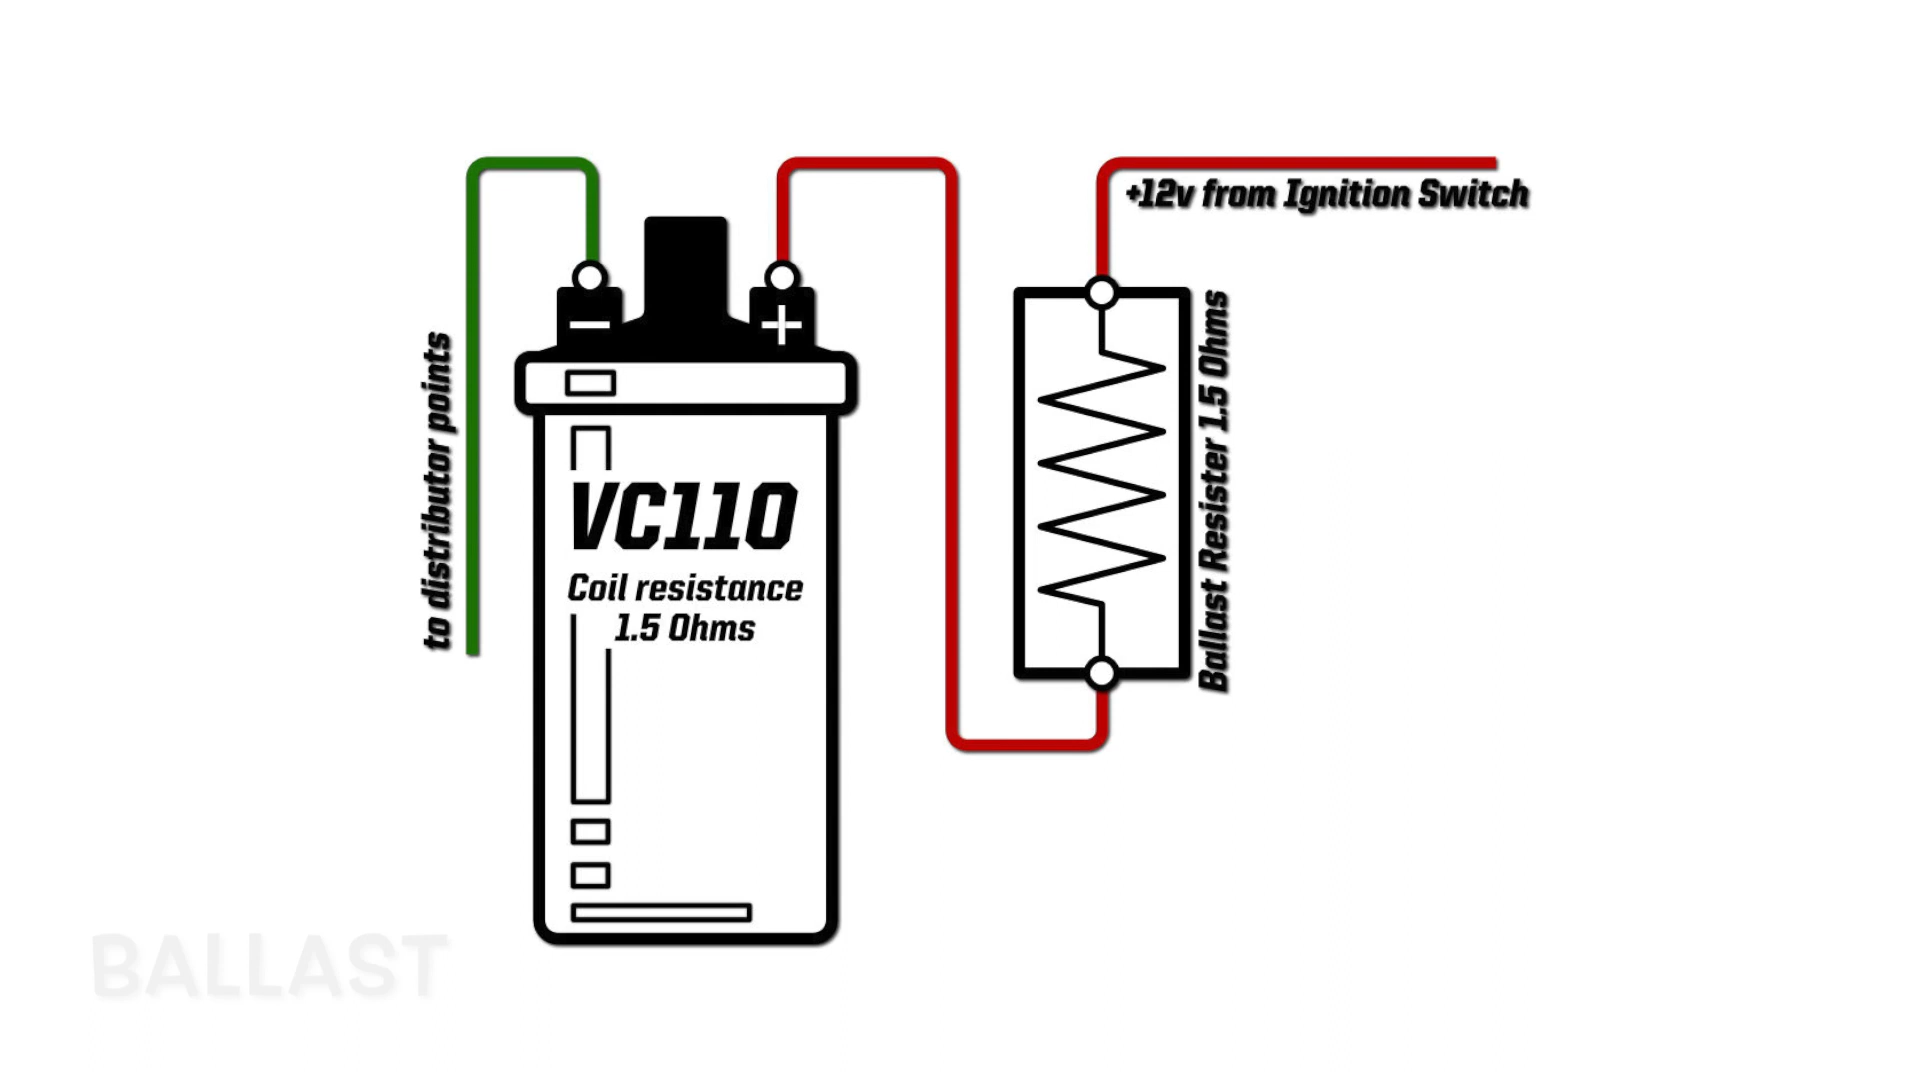 +12v from Ignition Switch
to distributor points
− +
VC110
Coil resistance
1.5 Ohms
Ballast Resister 1.5 Ohms
BALLAST